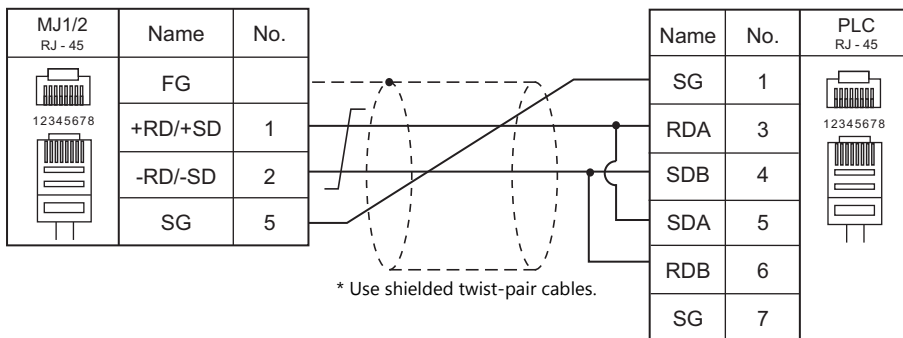 MJ1/2
RJ - 45
Name
No.
FG
+RD/+SD
1
-RD/-SD
2
SG
5
12345678
* Use shielded twist-pair cables.
Name
No.
PLC
RJ - 45
SG
1
RDA
3
SDB
4
SDA
5
RDB
6
SG
7
12345678